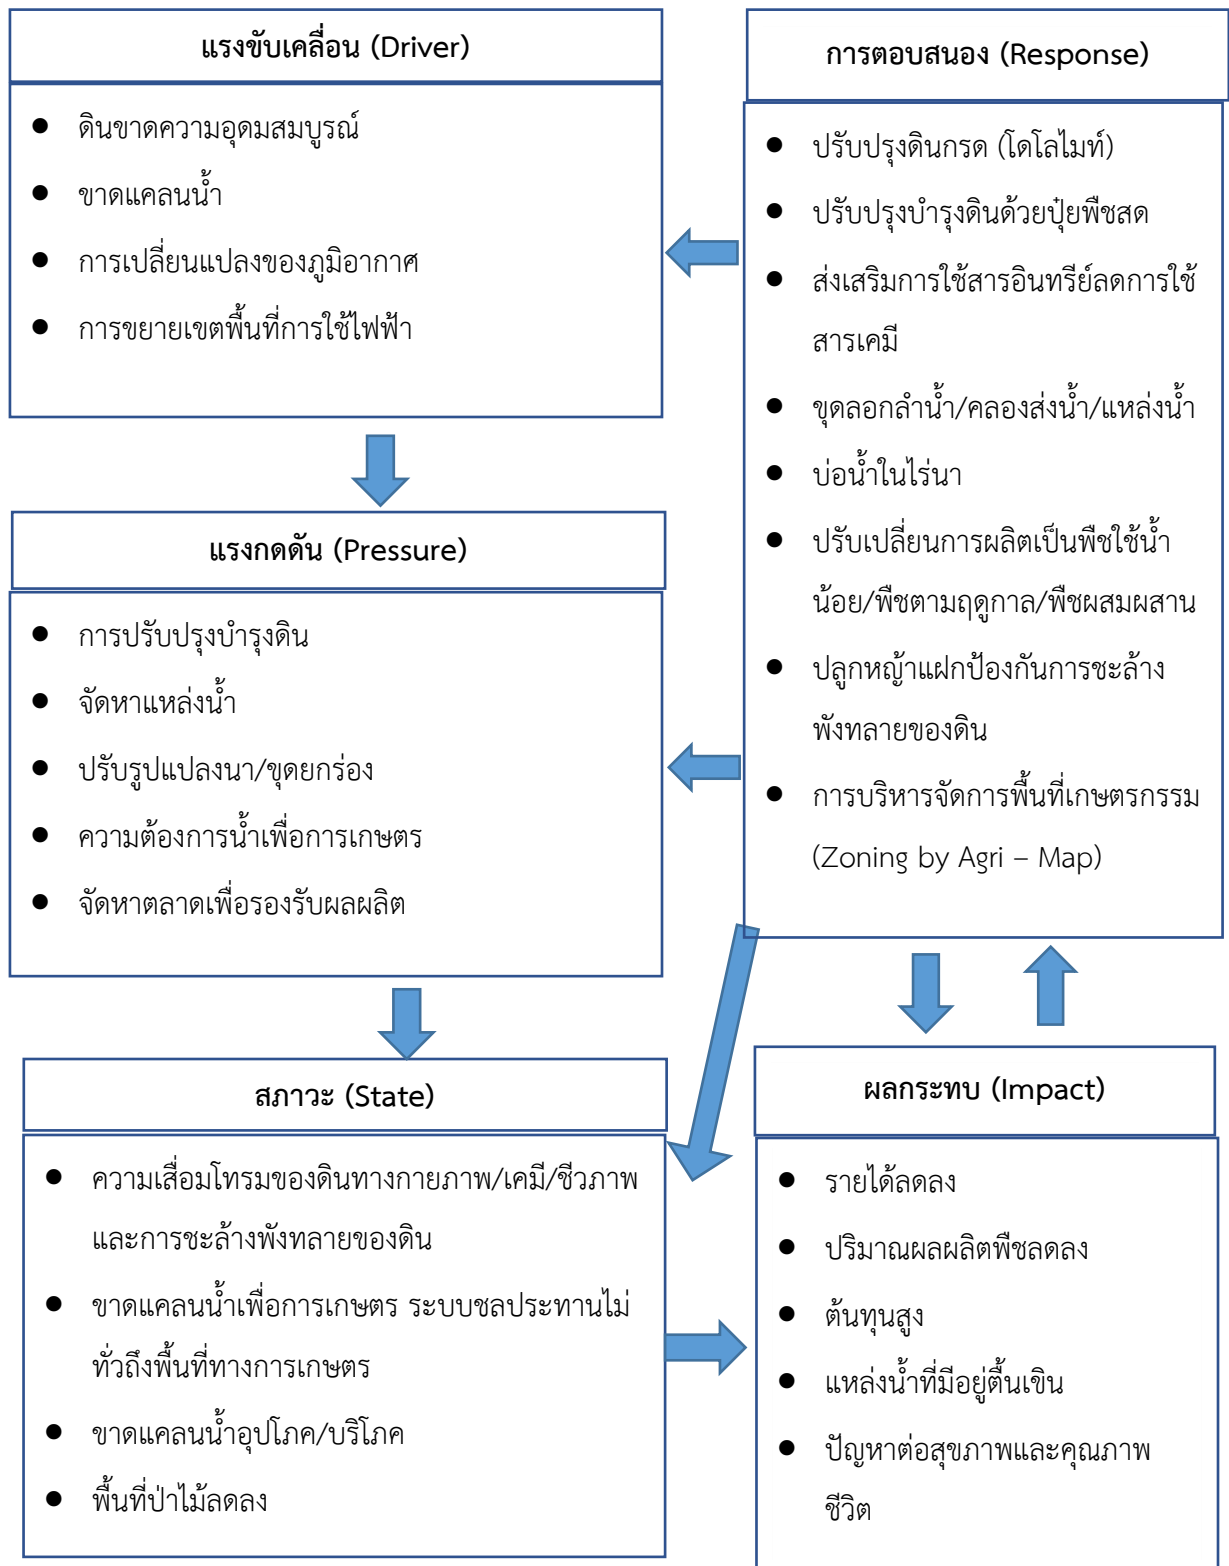 แรงขับเคลื่อน (Driver)
● ดินขาดความอุดมสมบูรณ์
● ขาดแคลนน้ำ
● การเปลี่ยนแปลงของภูมิอากาศ
● การขยายเขตพื้นที่การใช้ไฟฟ้า
แรงกดดัน (Pressure)
● การปรับปรุงบำรุงดิน
● จัดหาแหล่งน้ำ
● ปรับรูปแปลงนา/ขุดยกร่อง
● ความต้องการน้ำเพื่อการเกษตร
● จัดหาตลาดเพื่อรองรับผลผลิต
สภาวะ (State)
● ความเสื่อมโทรมของดินทางกายภาพ/เคมี/ชีวภาพ
และการชะล้างพังทลายของดิน
● ขาดแคลนน้ำเพื่อการเกษตร ระบบชลประทานไม่
ทั่วถึงพื้นที่ทางการเกษตร
● ขาดแคลนน้ำอุปโภค/บริโภค
● พื้นที่ป่าไม้ลดลง
การตอบสนอง (Response)
● ปรับปรุงดินกรด (โดโลไมท์)
● ปรับปรุงบำรุงดินด้วยปุ๋ยพืชสด
● ส่งเสริมการใช้สารอินทรีย์ลดการใช้
สารเคมี
● ขุดลอกลำน้ำ/คลองส่งน้ำ/แหล่งน้ำ
● บ่อน้ำในไร่นา
● ปรับเปลี่ยนการผลิตเป็นพืชใช้น้ำ
น้อย/พืชตามฤดูกาล/พืชผสมผสาน
● ปลูกหญ้าแฝกป้องกันการชะล้าง
พังทลายของดิน
● การบริหารจัดการพื้นที่เกษตรกรรม
(Zoning by Agri – Map)
ผลกระทบ (Impact)
● รายได้ลดลง
● ปริมาณผลผลิตพืชลดลง
● ต้นทุนสูง
● แหล่งน้ำที่มีอยู่ตื้นเขิน
● ปัญหาต่อสุขภาพและคุณภาพ
ชีวิต